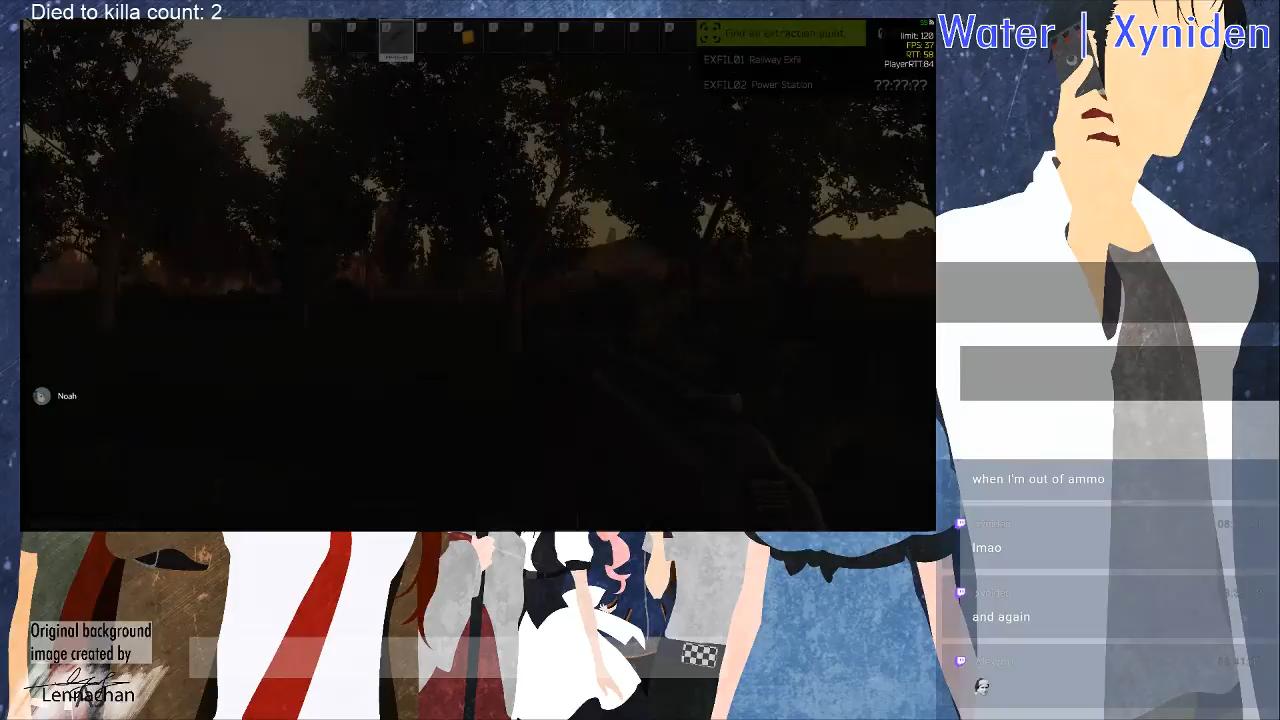 Died to killa count: 2
Water | Xyniden
Find an extraction point
EXFIL01 Railway Exfil
EXFIL02 Power Station
??:??:??
limit: 120
FPS: 37
RTT: 58
PlayerRTT:84
Noah
when I'm out of ammo
lmao
and again
Original background
image created by
Lennachan